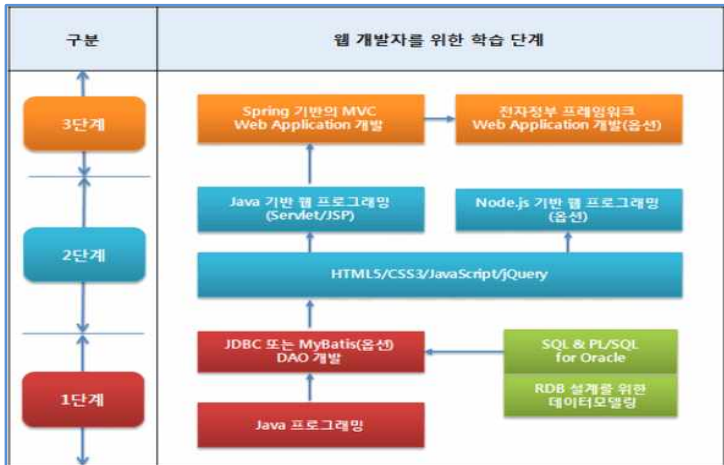 구분
웹 개발자를 위한 학습 단계
3단계
Spring 기반의 MVC
Web Application 개발
전자정부 프레임워크
Web Application 개발(옵션)
2단계
Java 기반 웹 프로그래밍
(Servlet/JSP)
Node.js 기반 웹 프로그래밍
(옵션)
HTML5/CSS3/JavaScript/jQuery
1단계
JDBC 또는 MyBatis(옵션)
DAO 개발
SQL & PL/SQL
for Oracle
RDB 설계를 위한
데이터모델링
Java 프로그래밍